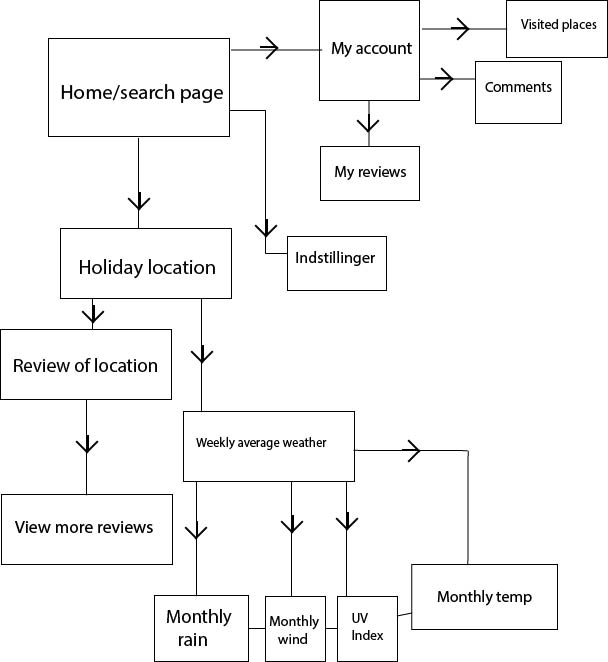 Visited places
My account
Home/search page
Comments
My reviews
Indstillinger
Holiday location
Review of location
Weekly average weather
View more reviews
Monthly temp
Monthly
rain
Monthly
wind
UV
Index